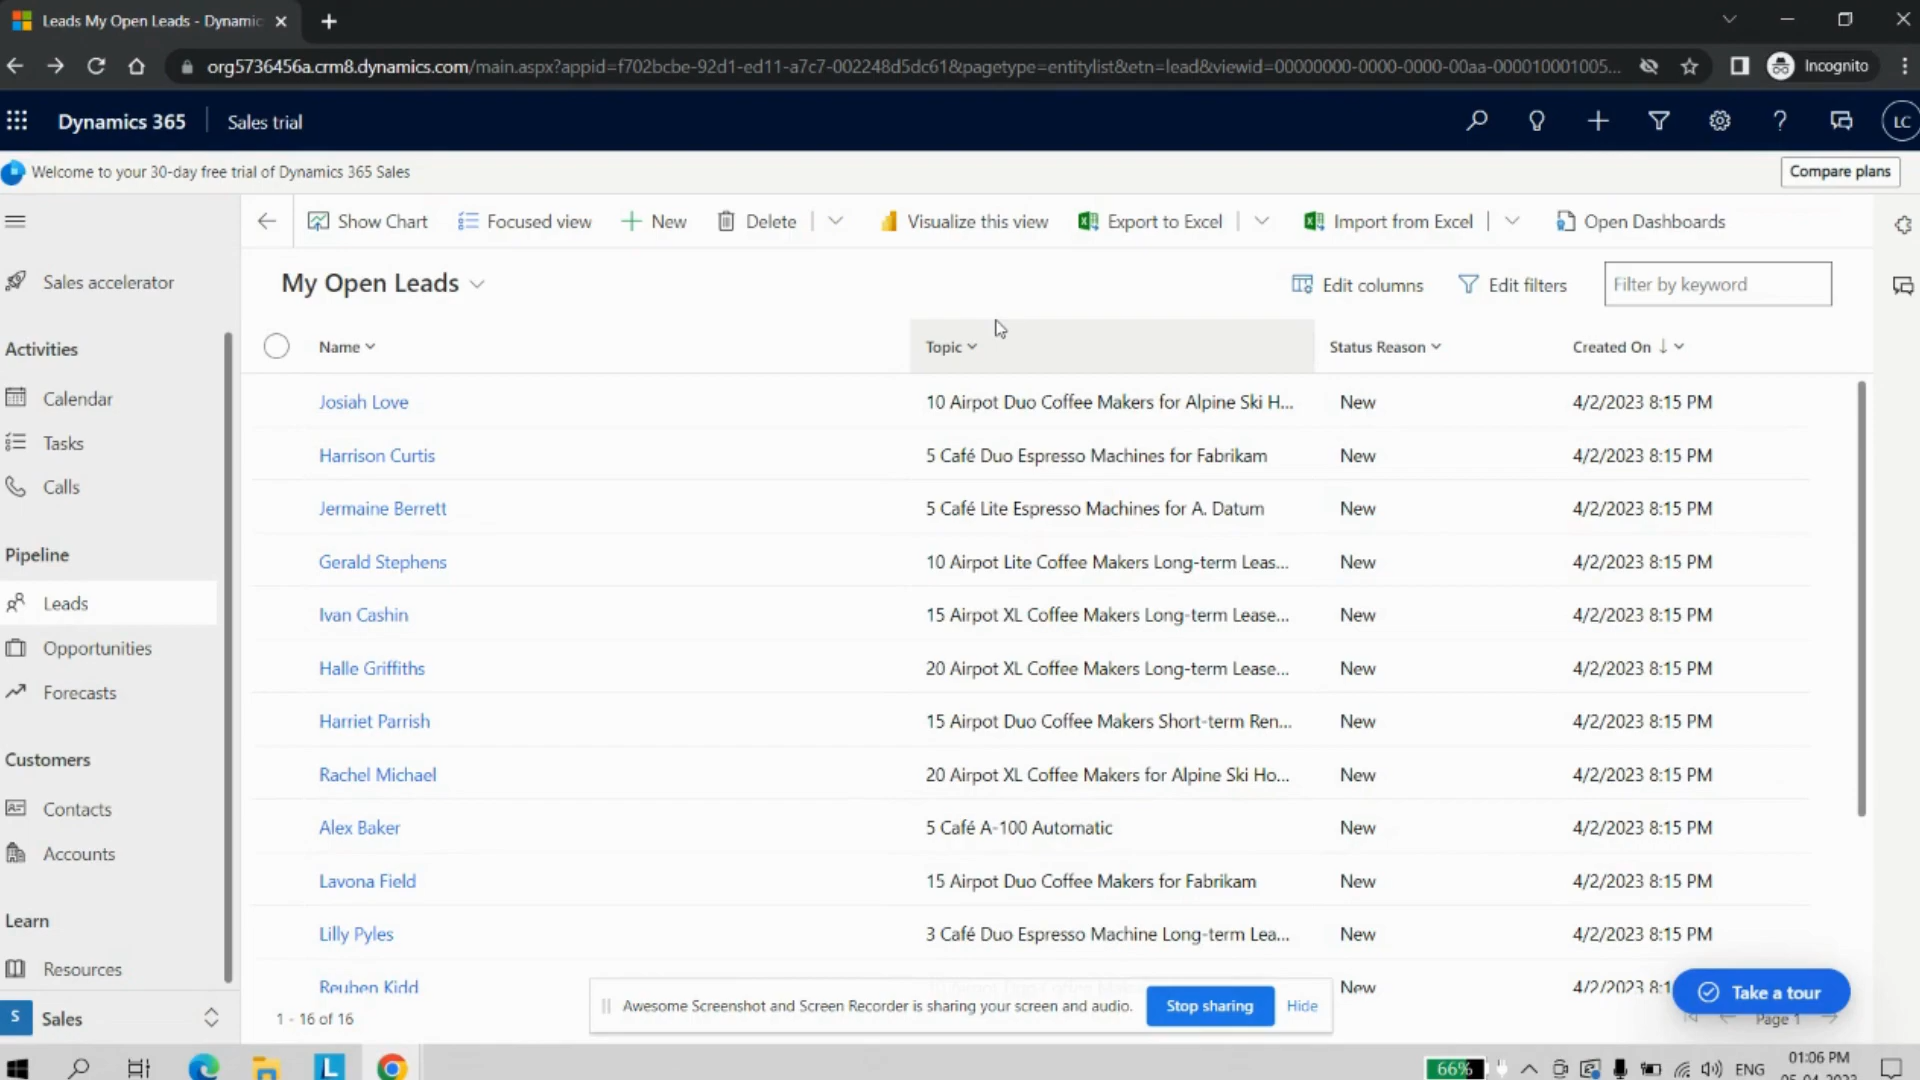 Leads My Open Leads - Dynamic
org5736456a.crm8.dynamics.com/main.aspx?appid=f702bcbe-92d1-ed11-a7c7-002248d5dc61&pagetype=entitylist&etn=lead&viewid=00000000-0000-0000-00aa-000010001005...
Incognito
Dynamics 365
Sales trial
LC
Welcome to your 30-day free trial of Dynamics 365 Sales
Compare plans
Show Chart
Focused view
New
Delete
Visualize this view
Export to Excel
Import from Excel
Open Dashboards
Sales accelerator
Activities
Calendar
Tasks
Calls
Pipeline
Leads
Opportunities
Forecasts
Customers
Contacts
Accounts
Learn
Resources
S Sales
My Open Leads
Edit columns
Edit filters
Filter by keyword
Name Topic Status Reason Created On
Josiah Love 10 Airpot Duo Coffee Makers for Alpine Ski H... New 4/2/2023 8:15 PM
Harrison Curtis 5 Café Duo Espresso Machines for Fabrikam New 4/2/2023 8:15 PM
Jermaine Berrett 5 Café Lite Espresso Machines for A. Datum New 4/2/2023 8:15 PM
Gerald Stephens 10 Airpot Lite Coffee Makers Long-term Leas... New 4/2/2023 8:15 PM
Ivan Cashin 15 Airpot XL Coffee Makers Long-term Lease... New 4/2/2023 8:15 PM
Halle Griffiths 20 Airpot XL Coffee Makers Long-term Lease... New 4/2/2023 8:15 PM
Harriet Parrish 15 Airpot Duo Coffee Makers Short-term Ren... New 4/2/2023 8:15 PM
Rachel Michael 20 Airpot XL Coffee Makers for Alpine Ski Ho... New 4/2/2023 8:15 PM
Alex Baker 5 Café A-100 Automatic New 4/2/2023 8:15 PM
Lavona Field 15 Airpot Duo Coffee Makers for Fabrikam New 4/2/2023 8:15 PM
Lilly Pyles 3 Café Duo Espresso Machine Long-term Lea... New 4/2/2023 8:15 PM
Reuben Kidd New 4/2/2023 8:1
Take a tour
Awesome Screenshot and Screen Recorder is sharing your screen and audio.
Stop sharing
Hide
1 - 16 of 16
Page 1
66%
ENG
01:06 PM
05-04-2023